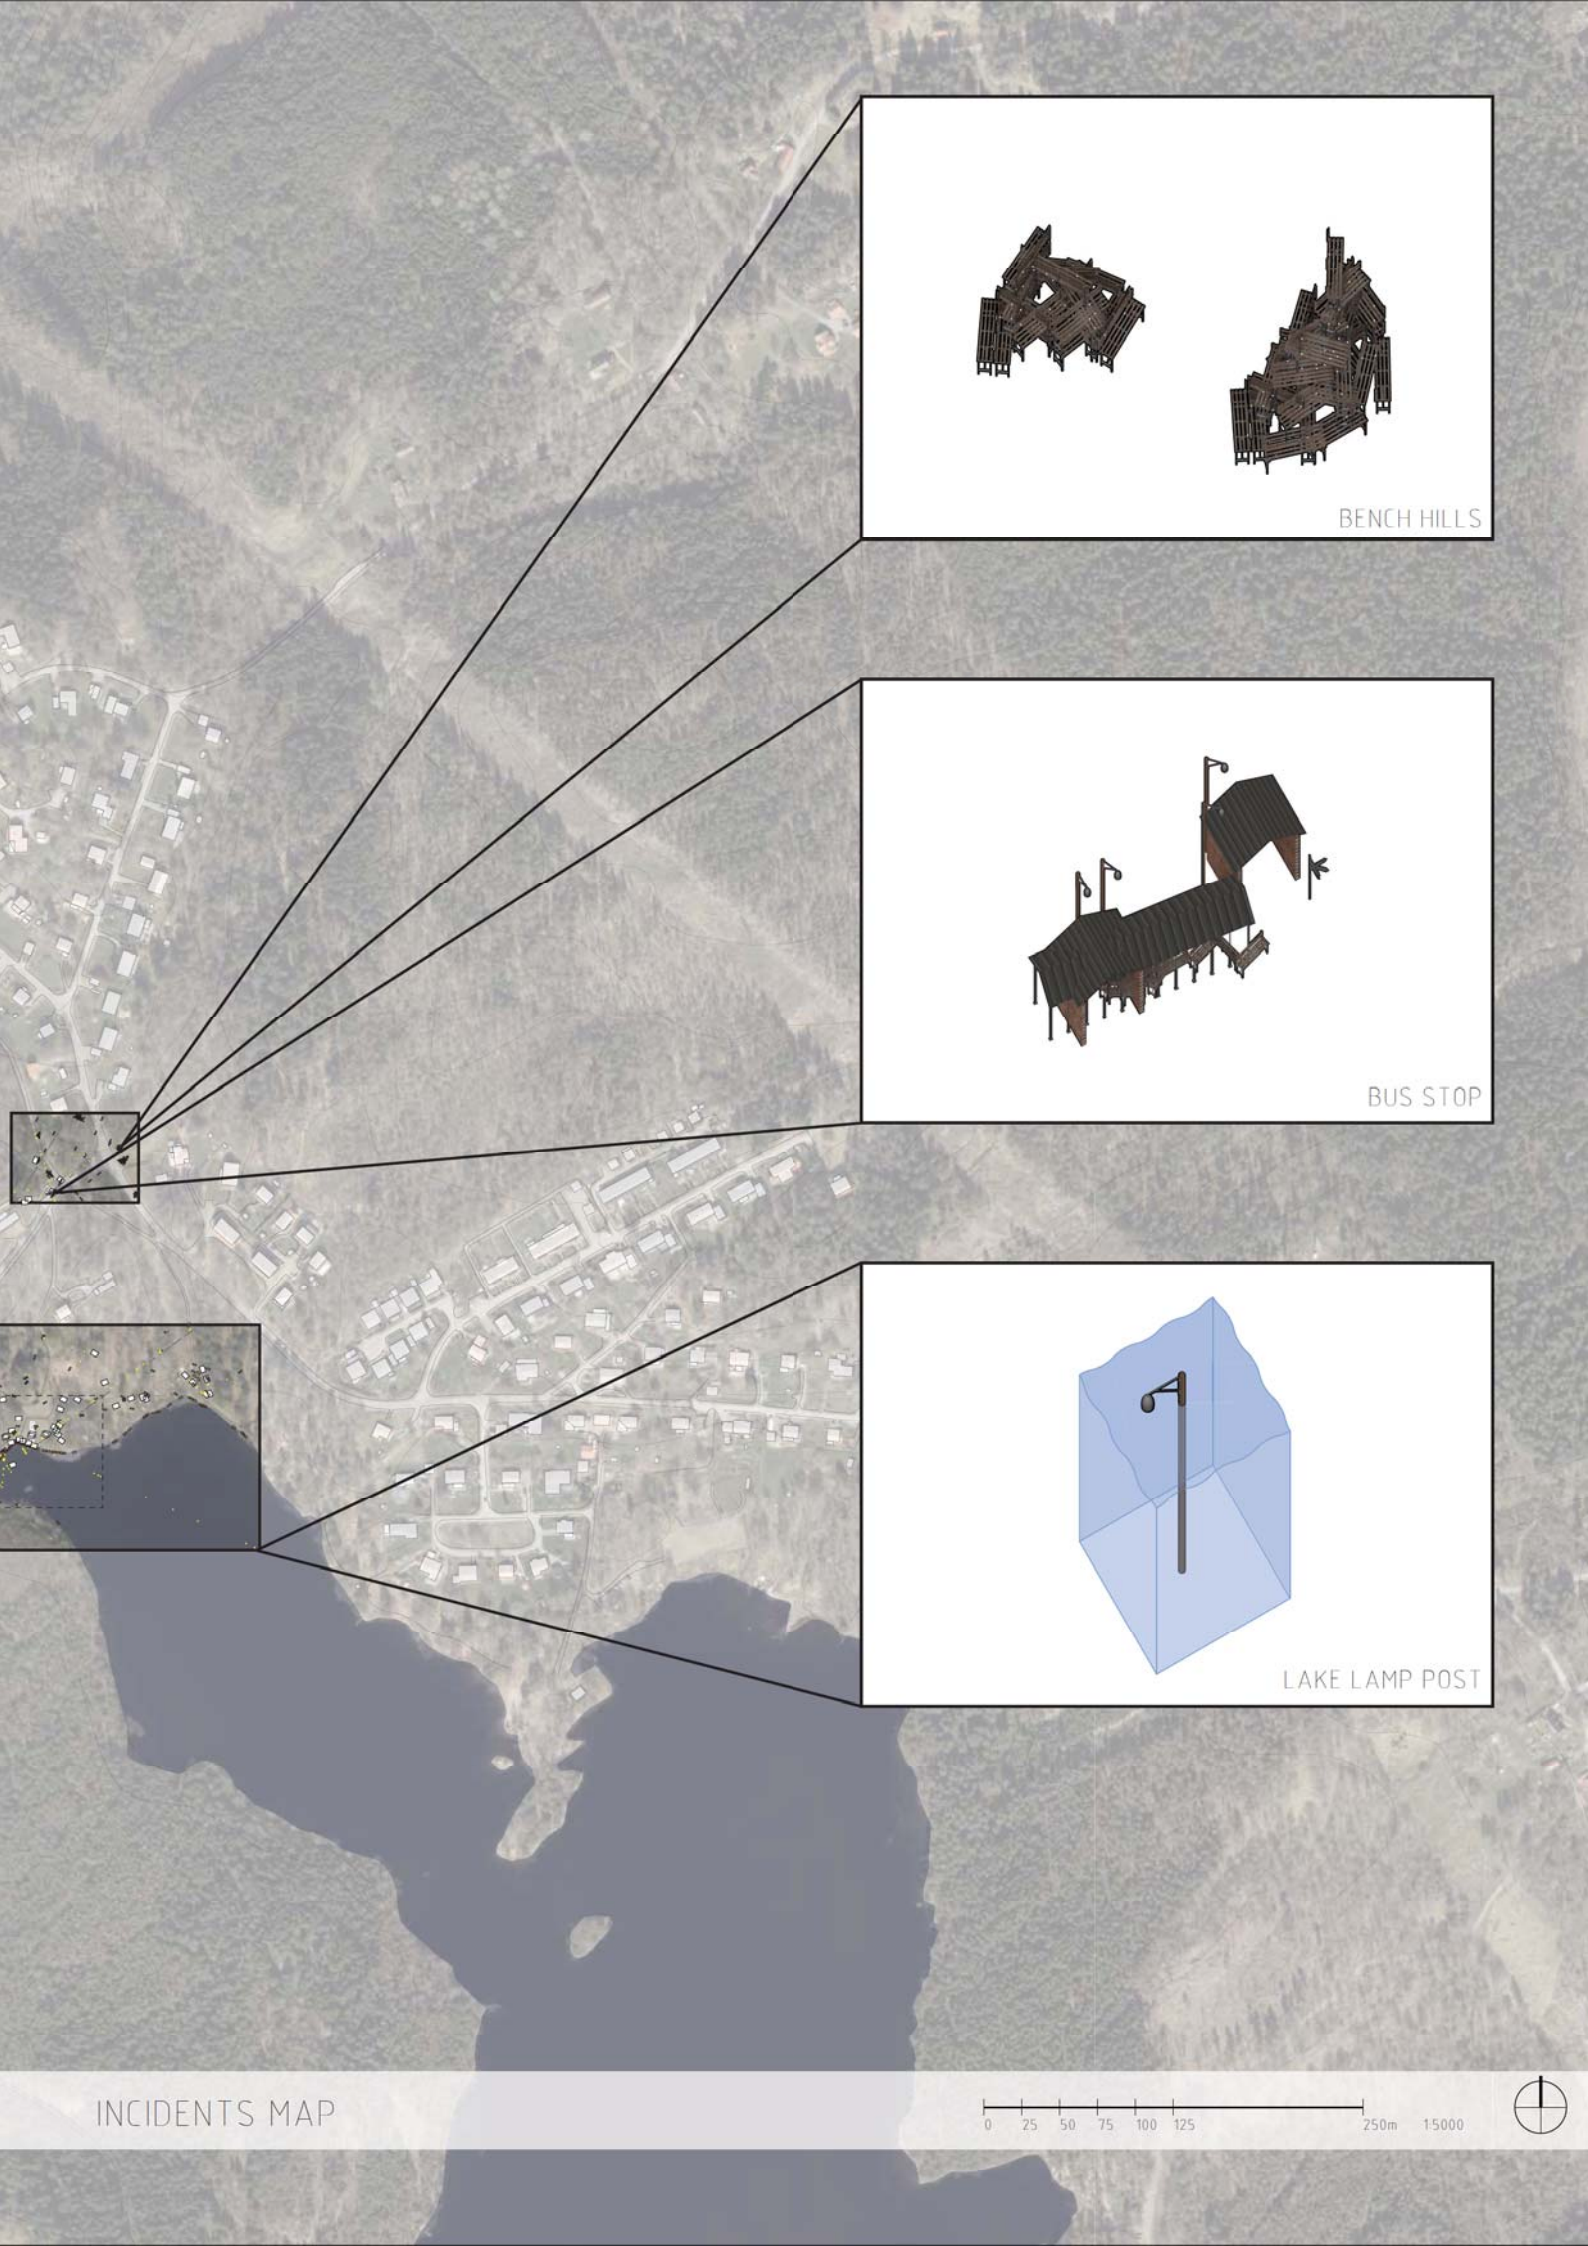 BENCH HILLS
BUS STOP
LAKE LAMP POST
INCIDENTS MAP
0 25 50 75 100 125 250m 1:5000